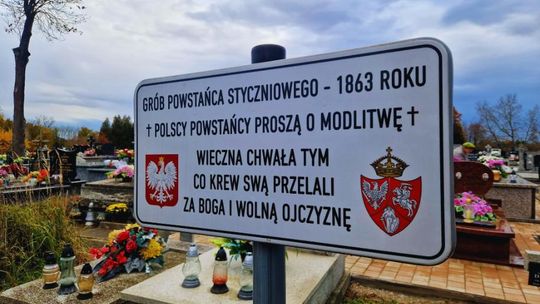 GRÓB POWSTAŃCA STYCZNIOWEGO - 1863 ROKU
† POLSCY POWSTAŃCY PROSZĄ O MODLITWĘ †
WIECZNA CHWAŁA TYM
CO KREW SWĄ PRZELALI
ZA BOGA I WOLNĄ OJCZYZNĘ